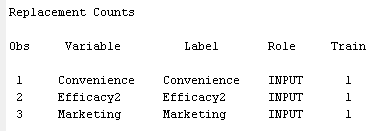 Replacement Counts
Obs Variable Label Role Train
1 Convenience Convenience INPUT 1
2 Efficacy2 Efficacy2 INPUT 1
3 Marketing Marketing INPUT 1